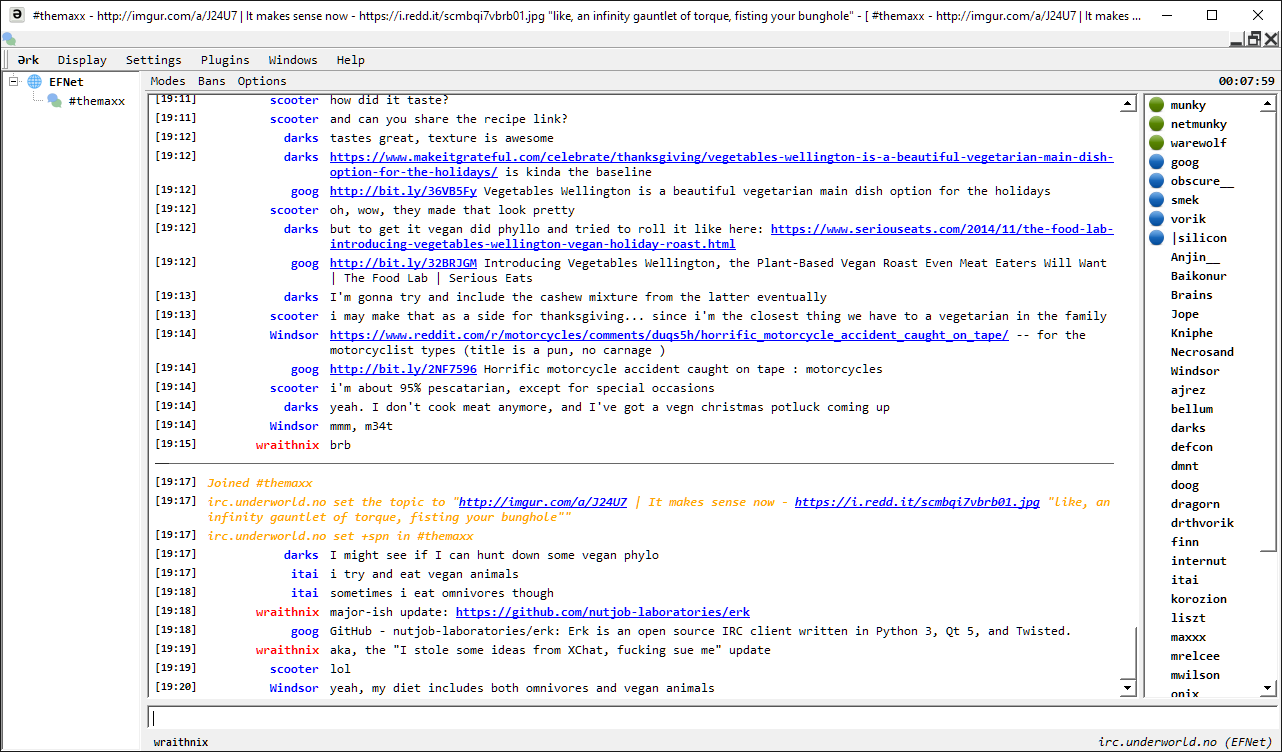 #themaxx - http://imgur.com/a/J24U7 | It makes sense now - https://i.redd.it/scmbqi7vbrb01.jpg "like, an infinity gauntlet of torque, fisting your bunghole" - [ #themaxx - http://imgur.com/a/J24U7 | It makes ...
Ərk Display Settings Plugins Windows Help
EFNet
#themaxx
Modes Bans Options 00:07:59
[19:11] scooter how did it taste?
[19:11] scooter and can you share the recipe link?
[19:12] darks tastes great, texture is awesome
[19:12] darks https://www.makeitgrateful.com/celebrate/thanksgiving/vegetables-wellington-is-a-beautiful-vegetarian-main-dish-
option-for-the-holidays/ is kinda the baseline
[19:12] goog http://bit.ly/36VB5Fy Vegetables Wellington is a beautiful vegetarian main dish option for the holidays
[19:12] scooter oh, wow, they made that look pretty
[19:12] darks but to get it vegan did phyllo and tried to roll it like here: https://www.seriouseats.com/2014/11/the-food-lab-
introducing-vegetables-wellington-vegan-holiday-roast.html
[19:12] goog http://bit.ly/32BRJGM Introducing Vegetables Wellington, the Plant-Based Vegan Roast Even Meat Eaters Will Want
| The Food Lab | Serious Eats
[19:13] darks I'm gonna try and include the cashew mixture from the latter eventually
[19:13] scooter i may make that as a side for thanksgiving... since i'm the closest thing we have to a vegetarian in the family
[19:14] Windsor https://www.reddit.com/r/motorcycles/comments/duqs5h/horrific_motorcycle_accident_caught_on_tape/ -- for the
motorcyclist types (title is a pun, no carnage )
[19:14] goog http://bit.ly/2NF7596 Horrific motorcycle accident caught on tape : motorcycles
[19:14] scooter i'm about 95% pescatarian, except for special occasions
[19:14] darks yeah. I don't cook meat anymore, and I've got a vegn christmas potluck coming up
[19:14] Windsor mmm, m34t
[19:15] wraithnix brb
[19:17] Joined #themaxx
[19:17] irc.underworld.no set the topic to "http://imgur.com/a/J24U7 | It makes sense now - https://i.redd.it/scmbqi7vbrb01.jpg "like, an
infinity gauntlet of torque, fisting your bunghole""
[19:17] irc.underworld.no set +spn in #themaxx
[19:17] darks I might see if I can hunt down some vegan phylo
[19:17] itai i try and eat vegan animals
[19:18] itai sometimes i eat omnivores though
[19:18] wraithnix major-ish update: https://github.com/nutjob-laboratories/erk
[19:18] goog GitHub - nutjob-laboratories/erk: Erk is an open source IRC client written in Python 3, Qt 5, and Twisted.
[19:19] wraithnix aka, the "I stole some ideas from XChat, fucking sue me" update
[19:19] scooter lol
[19:20] Windsor yeah, my diet includes both omnivores and vegan animals
munky
netmunky
warewolf
goog
obscure__
smek
vorik
|silicon
Anjin__
Baikonur
Brains
Jope
Kniphe
Necrosand
Windsor
ajrez
bellum
darks
defcon
dmnt
doog
dragorn
drthvorik
finn
internut
itai
korozion
liszt
maxxx
mrelcee
mwilson
onix
wraithnix irc.underworld.no (EFNet)